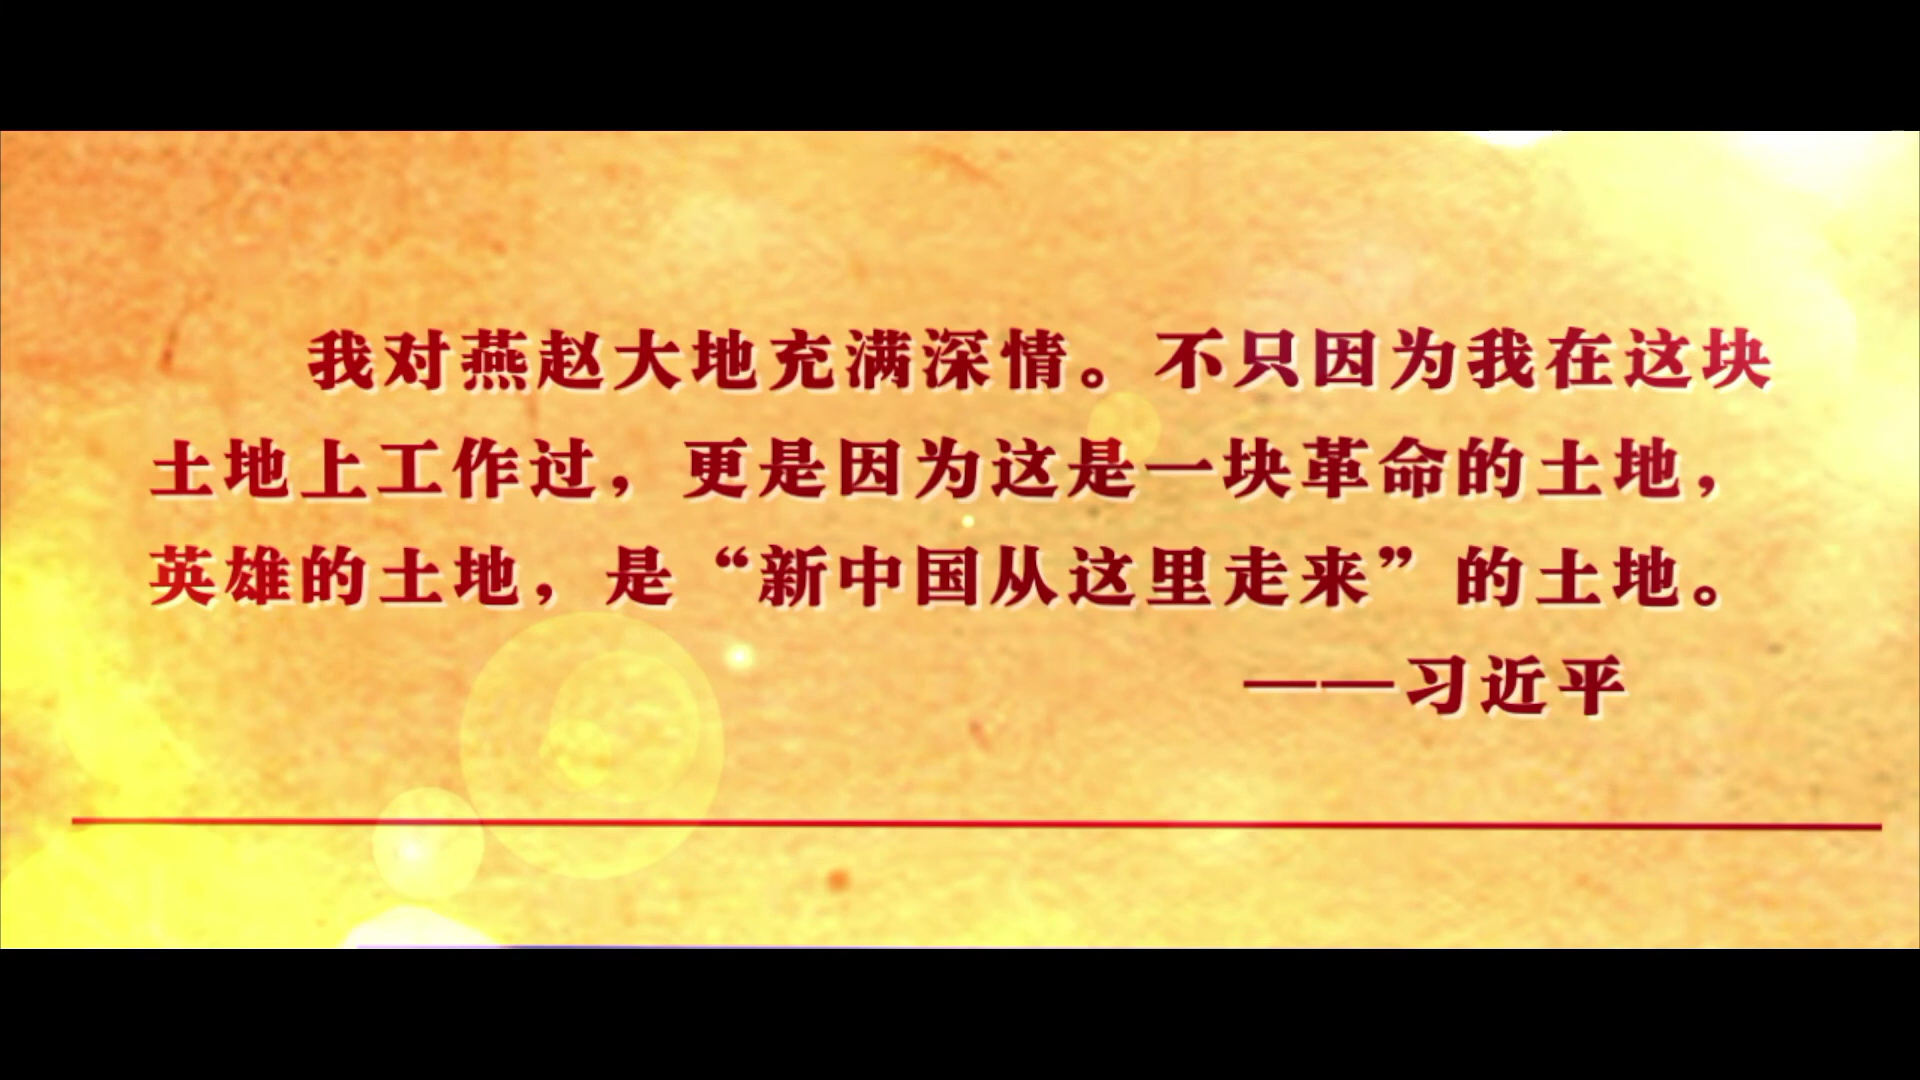 我对燕赵大地充满深情。不只因为我在这块
土地上工作过，更是因为这是一块革命的土地，
英雄的土地，是“新中国从这里走来”的土地。
——习近平